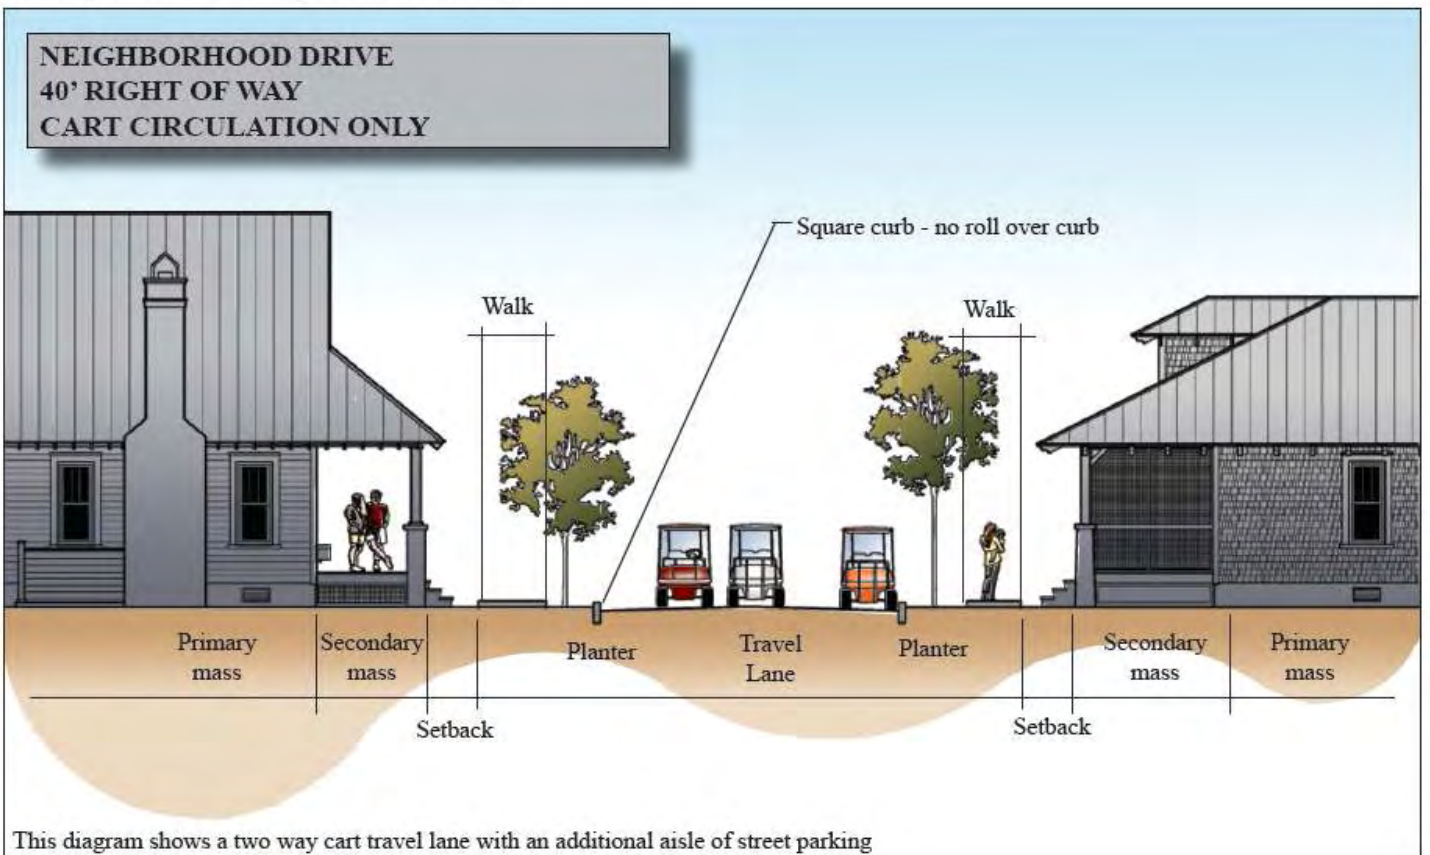 NEIGHBORHOOD DRIVE
40’ RIGHT OF WAY
CART CIRCULATION ONLY
Square curb - no roll over curb
Walk
Walk
Primary
mass
Secondary
mass
Planter
Travel
Lane
Planter
Secondary
mass
Primary
mass
Setback
Setback
This diagram shows a two way cart travel lane with an additional aisle of street parking